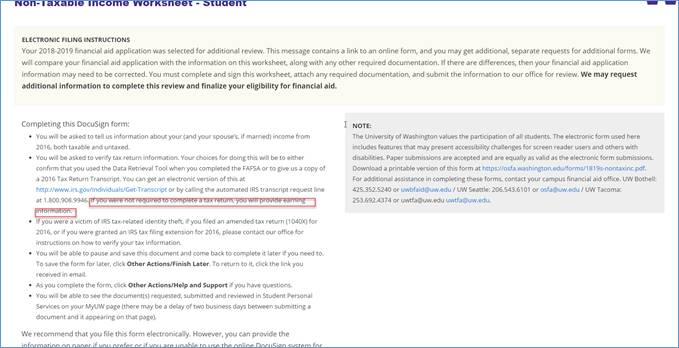 Non-Taxable Income Worksheet - Student
ELECTRONIC FILING INSTRUCTIONS
Your 2018-2019 financial aid application was selected for additional review. This message contains a link to an online form, and you may get additional, separate requests for additional forms. We
will compare your financial aid application with the information on this worksheet, along with any other required documentation. If there are differences, then your financial aid application
information may need to be corrected. You must complete and sign this worksheet, attach any required documentation, and submit the information to our office for review. We may request
additional information to complete this review and finalize your eligibility for financial aid.
Completing this DocuSign form:
You will be asked to tell us information about your (and your spouse's, if married) income from
2016, both taxable and untaxed.
You will be asked to verify tax return information. Your choices for doing this will be to either
confirm that you used the Data Retrieval Tool when you completed the FAFSA or to give us a copy of
a 2016 Tax Return Transcript. You can get an electronic version of this at
http://www.irs.gov/Individuals/Get-Transcript or by calling the automated IRS transcript request line
at 1.800.908.9946. If you were not required to complete a tax return, you will provide earning
information.
If you were a victim of IRS tax-related identity theft, if you filed an amended tax return (1040X) for
2016, or if you were granted an IRS tax filing extension for 2016, please contact our office for
instructions on how to verify your tax information.
You will be able to pause and save this document and come back to complete it later if you need to.
To save the form for later, click Other Actions/Finish Later. To return to it, click the link you
received in email.
As you complete the form, click Other Actions/Help and Support if you have questions.
You will be able to see the document(s) requested, submitted and reviewed in Student Personal
Services on your MyUW page (there may be a delay of two business days between submitting a
document and it appearing on that page).
We recommend that you file this form electronically. However, you can provide the
information on paper if you prefer or if you are unable to use the online DocuSign system for
NOTE:
The University of Washington values the participation of all students. The electronic form used here
includes features that may present accessibility challenges for screen reader users and others with
disabilities. Paper submissions are accepted and are equally as valid as the electronic form submissions.
Download a printable version of this form at https://osfa.washington.edu/forms/1819s-nontaxinc.pdf.
For additional assistance in completing these forms, contact your campus financial aid office. UW Bothell:
425.352.5240 or uwbfaid@uw.edu / UW Seattle: 206.543.6101 or osfa@uw.edu / UW Tacoma:
253.692.4374 or uwtfa@uw.edu uwtfa@uw.edu.